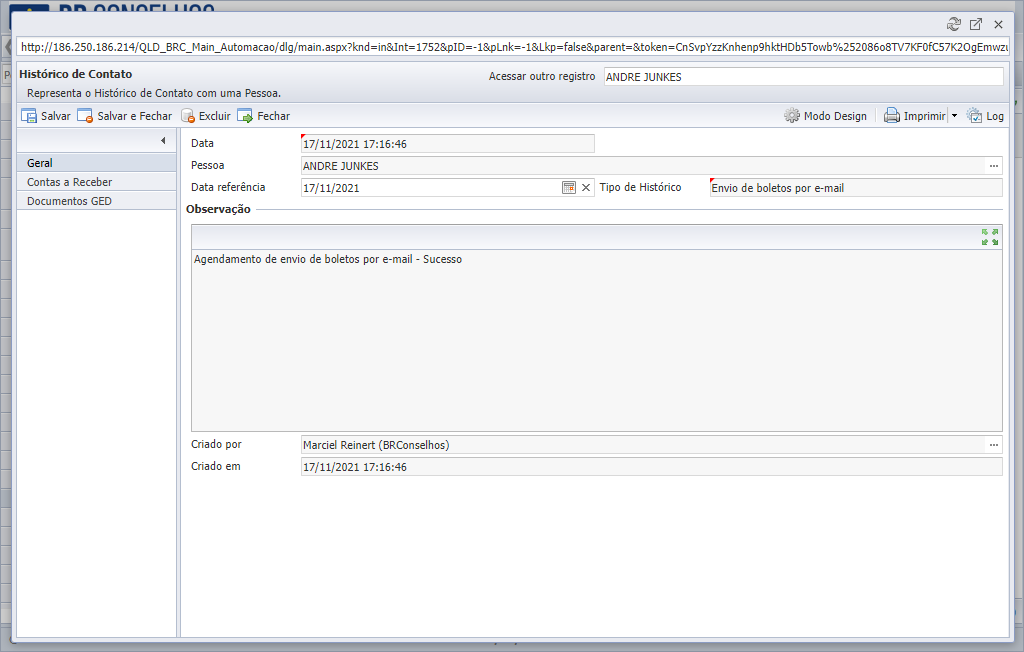 BR CONSELHOS
http://186.250.186.214/QLD_BRC_Main_Automacao/dlg/main.aspx?knd=in&Int=1752&pID=-1&pLnk=-1&Lkp=false&parent=&token=CnSvpYzzKnhenp9hktHDb5Towb%252086o8TV7KF0fC57K2OgEmwzu
Histórico de Contato
Acessar outro registro ANDRE JUNKES
Representa o Histórico de Contato com uma Pessoa.
Salvar Salvar e Fechar Excluir Fechar Modo Design Imprimir Log
Geral
Contas a Receber
Documentos GED
Data 17/11/2021 17:16:46
Pessoa ANDRE JUNKES
Data referência 17/11/2021 Tipo de Histórico Envio de boletos por e-mail
Observação
Agendamento de envio de boletos por e-mail - Sucesso
Criado por Marciel Reinert (BRConselhos)
Criado em 17/11/2021 17:16:46